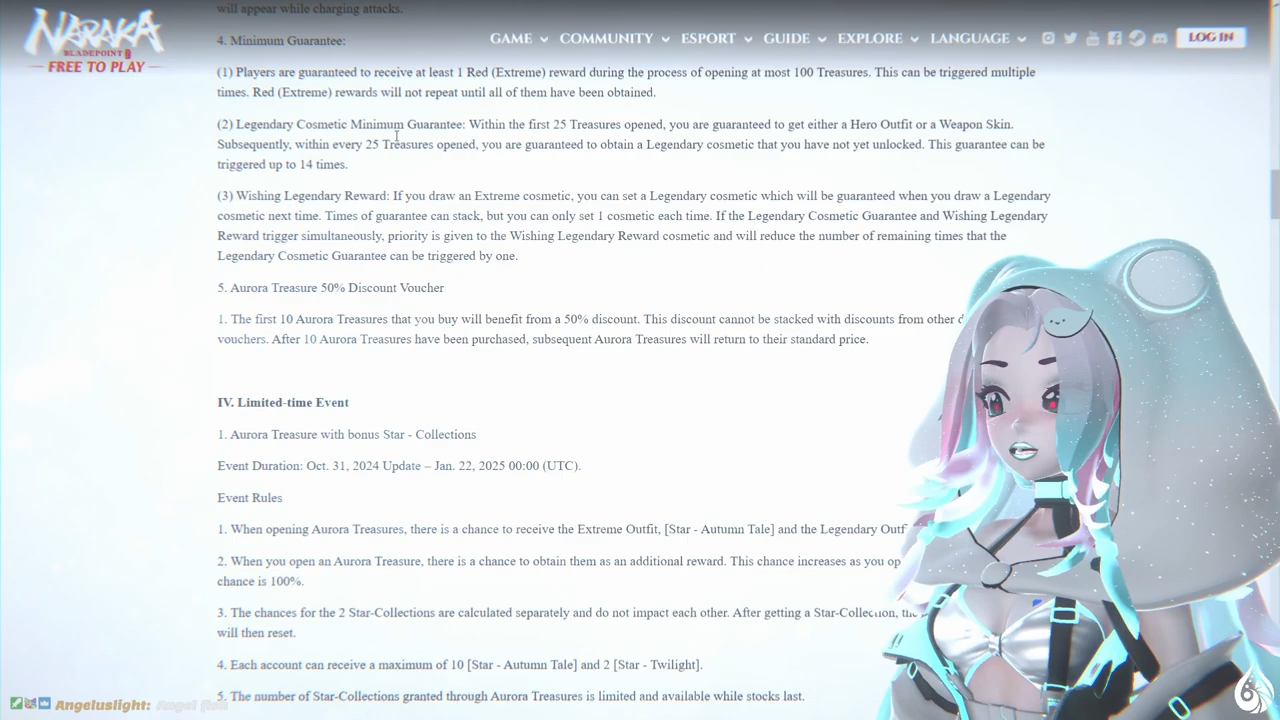 will appear while charging attacks.
NARAKA
BLADEPOINT
FREE TO PLAY
GAME COMMUNITY ESPORT GUIDE EXPLORE LANGUAGE LOG IN
4. Minimum Guarantee:
(1) Players are guaranteed to receive at least 1 Red (Extreme) reward during the process of opening at most 100 Treasures. This can be triggered multiple
times. Red (Extreme) rewards will not repeat until all of them have been obtained.
(2) Legendary Cosmetic Minimum Guarantee: Within the first 25 Treasures opened, you are guaranteed to get either a Hero Outfit or a Weapon Skin.
Subsequently, within every 25 Treasures opened, you are guaranteed to obtain a Legendary cosmetic that you have not yet unlocked. This guarantee can be
triggered up to 14 times.
(3) Wishing Legendary Reward: If you draw an Extreme cosmetic, you can set a Legendary cosmetic which will be guaranteed when you draw a Legendary
cosmetic next time. Times of guarantee can stack, but you can only set 1 cosmetic each time. If the Legendary Cosmetic Guarantee and Wishing Legendary
Reward trigger simultaneously, priority is given to the Wishing Legendary Reward cosmetic and will reduce the number of remaining times that the
Legendary Cosmetic Guarantee can be triggered by one.
5. Aurora Treasure 50% Discount Voucher
1. The first 10 Aurora Treasures that you buy will benefit from a 50% discount. This discount cannot be stacked with discounts from other
vouchers. After 10 Aurora Treasures have been purchased, subsequent Aurora Treasures will return to their standard price.
IV. Limited-time Event
1. Aurora Treasure with bonus Star - Collections
Event Duration: Oct. 31, 2024 Update – Jan. 22, 2025 00:00 (UTC).
Event Rules
1. When opening Aurora Treasures, there is a chance to receive the Extreme Outfit, [Star - Autumn Tale] and the Legendary Outf
2. When you open an Aurora Treasure, there is a chance to obtain them as an additional reward. This chance increases as you op
chance is 100%.
3. The chances for the 2 Star-Collections are calculated separately and do not impact each other. After getting a Star-Collection, the
will then reset.
4. Each account can receive a maximum of 10 [Star - Autumn Tale] and 2 [Star - Twilight].
5. The number of Star-Collections granted through Aurora Treasures is limited and available while stocks last.
Angeluslight: Angel